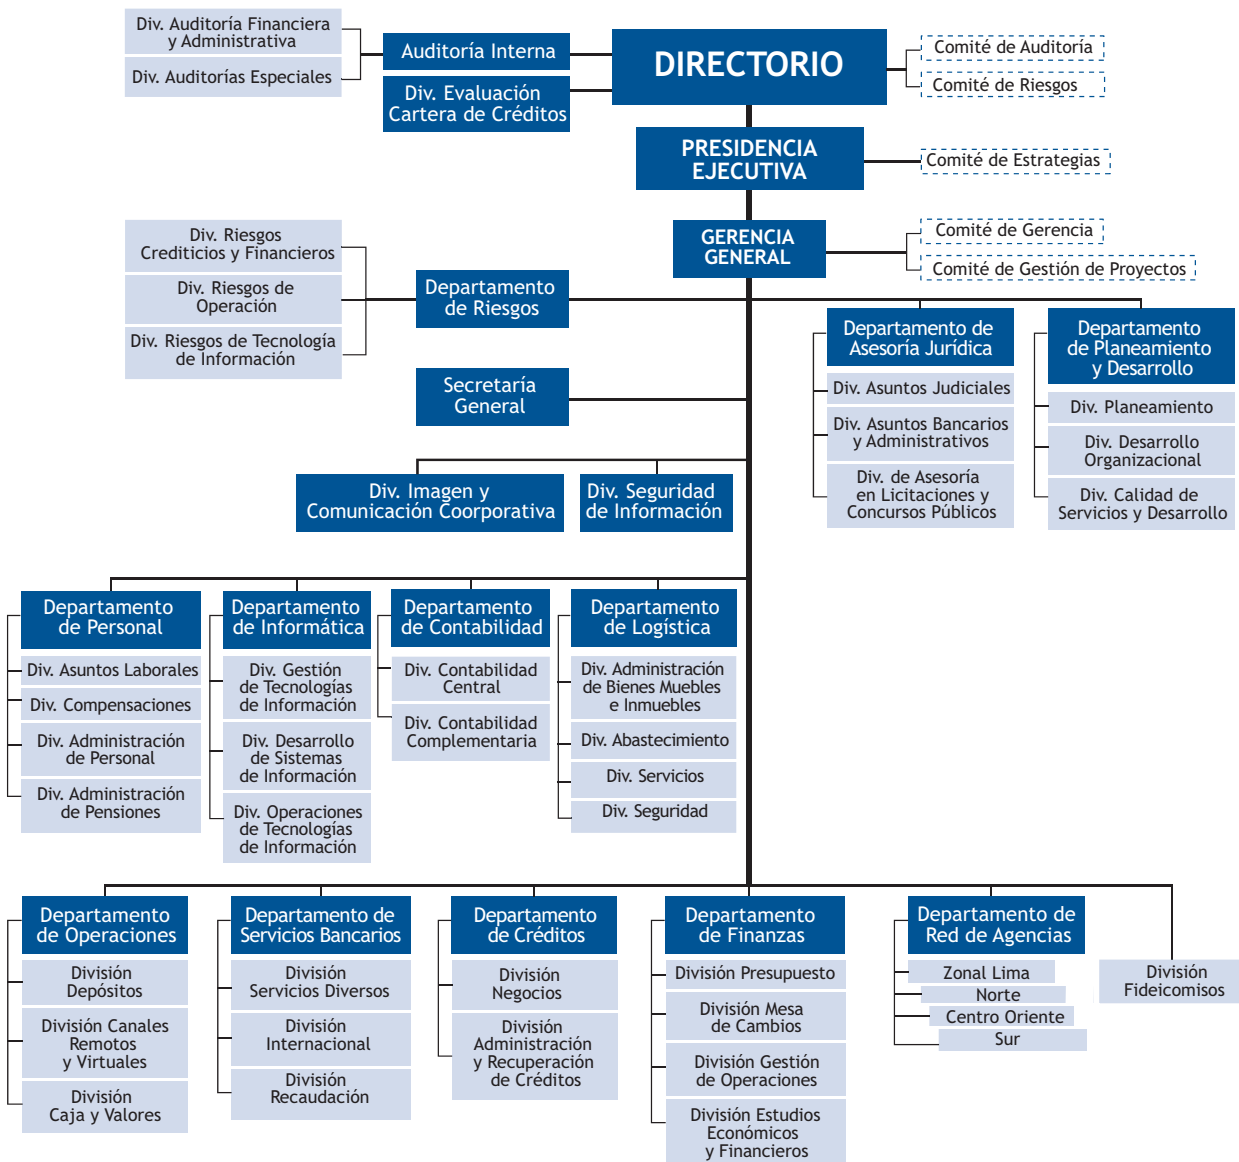 Div. Auditoría Financiera
y Administrativa
Div. Auditorías Especiales
Auditoría Interna
Div. Evaluación
Cartera de Créditos
DIRECTORIO
Comité de Auditoría
Comité de Riesgos
PRESIDENCIA
EJECUTIVA
Comité de Estrategias
GERENCIA
GENERAL
Comité de Gerencia
Comité de Gestión de Proyectos
Div. Riesgos
Crediticios y Financieros
Div. Riesgos de
Operación
Div. Riesgos de Tecnología
de Información
Departamento
de Riesgos
Secretaría
General
Departamento de
Asesoría Jurídica
Div. Asuntos Judiciales
Div. Asuntos Bancarios
y Administrativos
Div. de Asesoría
en Licitaciones y
Concursos Públicos
Departamento
de Planeamiento
y Desarrollo
Div. Planeamiento
Div. Desarrollo
Organizacional
Div. Calidad de
Servicios y Desarrollo
Div. Imagen y
Comunicación Coorporativa
Div. Seguridad
de Información
Departamento
de Personal
Div. Asuntos Laborales
Div. Compensaciones
Div. Administración
de Personal
Div. Administración
de Pensiones
Departamento
de Informática
Div. Gestión
de Tecnologías
de Información
Div. Desarrollo
de Sistemas
de Información
Div. Operaciones
de Tecnologías
de Información
Departamento
de Contabilidad
Div. Contabilidad
Central
Div. Contabilidad
Complementaria
Departamento
de Logística
Div. Administración
de Bienes Muebles
e Inmuebles
Div. Abastecimiento
Div. Servicios
Div. Seguridad
Departamento
de Operaciones
División
Depósitos
División Canales
Remotos
y Virtuales
División
Caja y Valores
Departamento de
Servicios Bancarios
División
Servicios Diversos
División
Internacional
División
Recaudación
Departamento
de Créditos
División
Negocios
División
Administración
y Recuperación
de Créditos
Departamento
de Finanzas
División Presupuesto
División Mesa
de Cambios
División Gestión
de Operaciones
División Estudios
Económicos
y Financieros
Departamento de
Red de Agencias
Zonal Lima
Norte
Centro Oriente
Sur
División
Fideicomisos